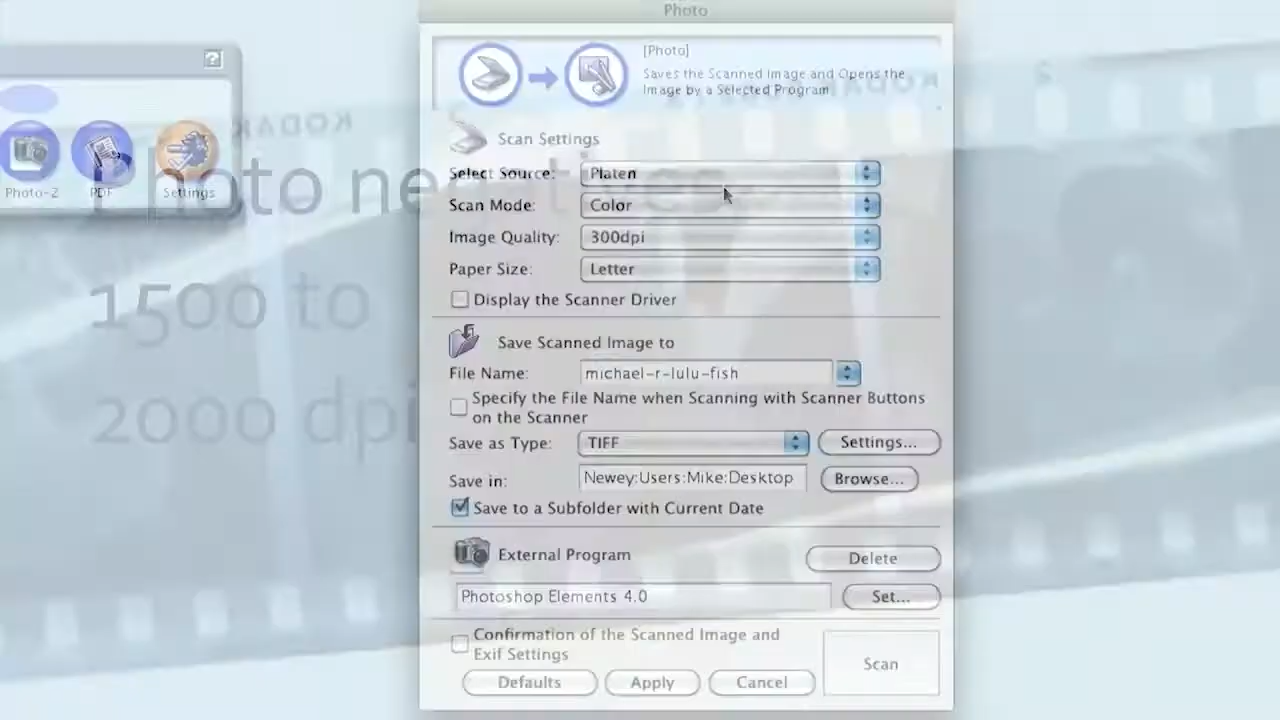 Photo
[Photo]
Saves the Scanned Image and Opens the
Image by a Selected Program
KODAK
KODAK
Scan Settings
Photo negatives
1500 to
2000 dpi
Photo-2
PDF
Settings
Select Source: Platen
Scan Mode: Color
Image Quality: 300dpi
Paper Size: Letter
Display the Scanner Driver
Save Scanned Image to
File Name: michael-r-lulu-fish
Specify the File Name when Scanning with Scanner Buttons
on the Scanner
Save as Type: TIFF Settings...
Save in: Newey:Users:Mike:Desktop Browse...
Save to a Subfolder with Current Date
External Program Delete
Photoshop Elements 4.0 Set...
Confirmation of the Scanned Image and
Exif Settings
Scan
Defaults Apply Cancel